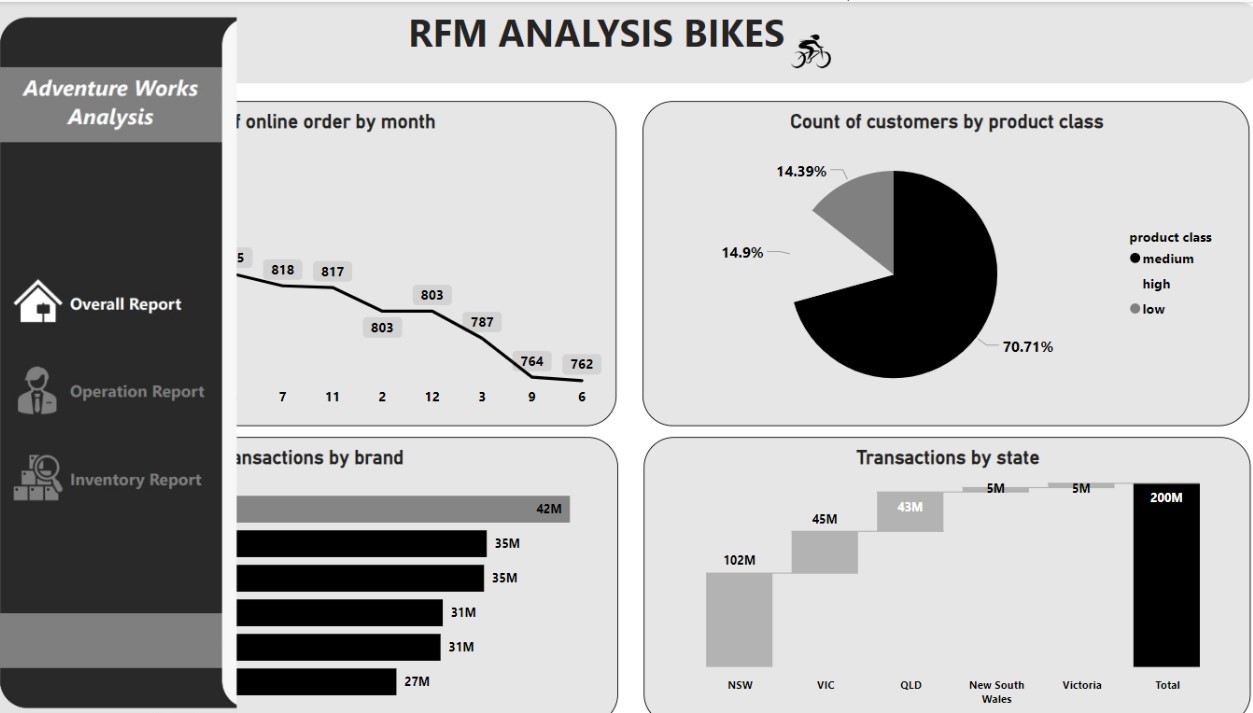 RFM ANALYSIS BIKES
Adventure Works
Analysis
Overall Report
Operation Report
Inventory Report
f online order by month
5
818
817
803
803
787
764
762
7 11 2 12 3 9 6
Count of customers by product class
14.39%
14.9%
70.71%
product class
medium
high
low
ansactions by brand
42M
35M
35M
31M
31M
27M
Transactions by state
102M
45M
43M
5M
5M
200M
NSW VIC QLD New South Victoria Total
Wales